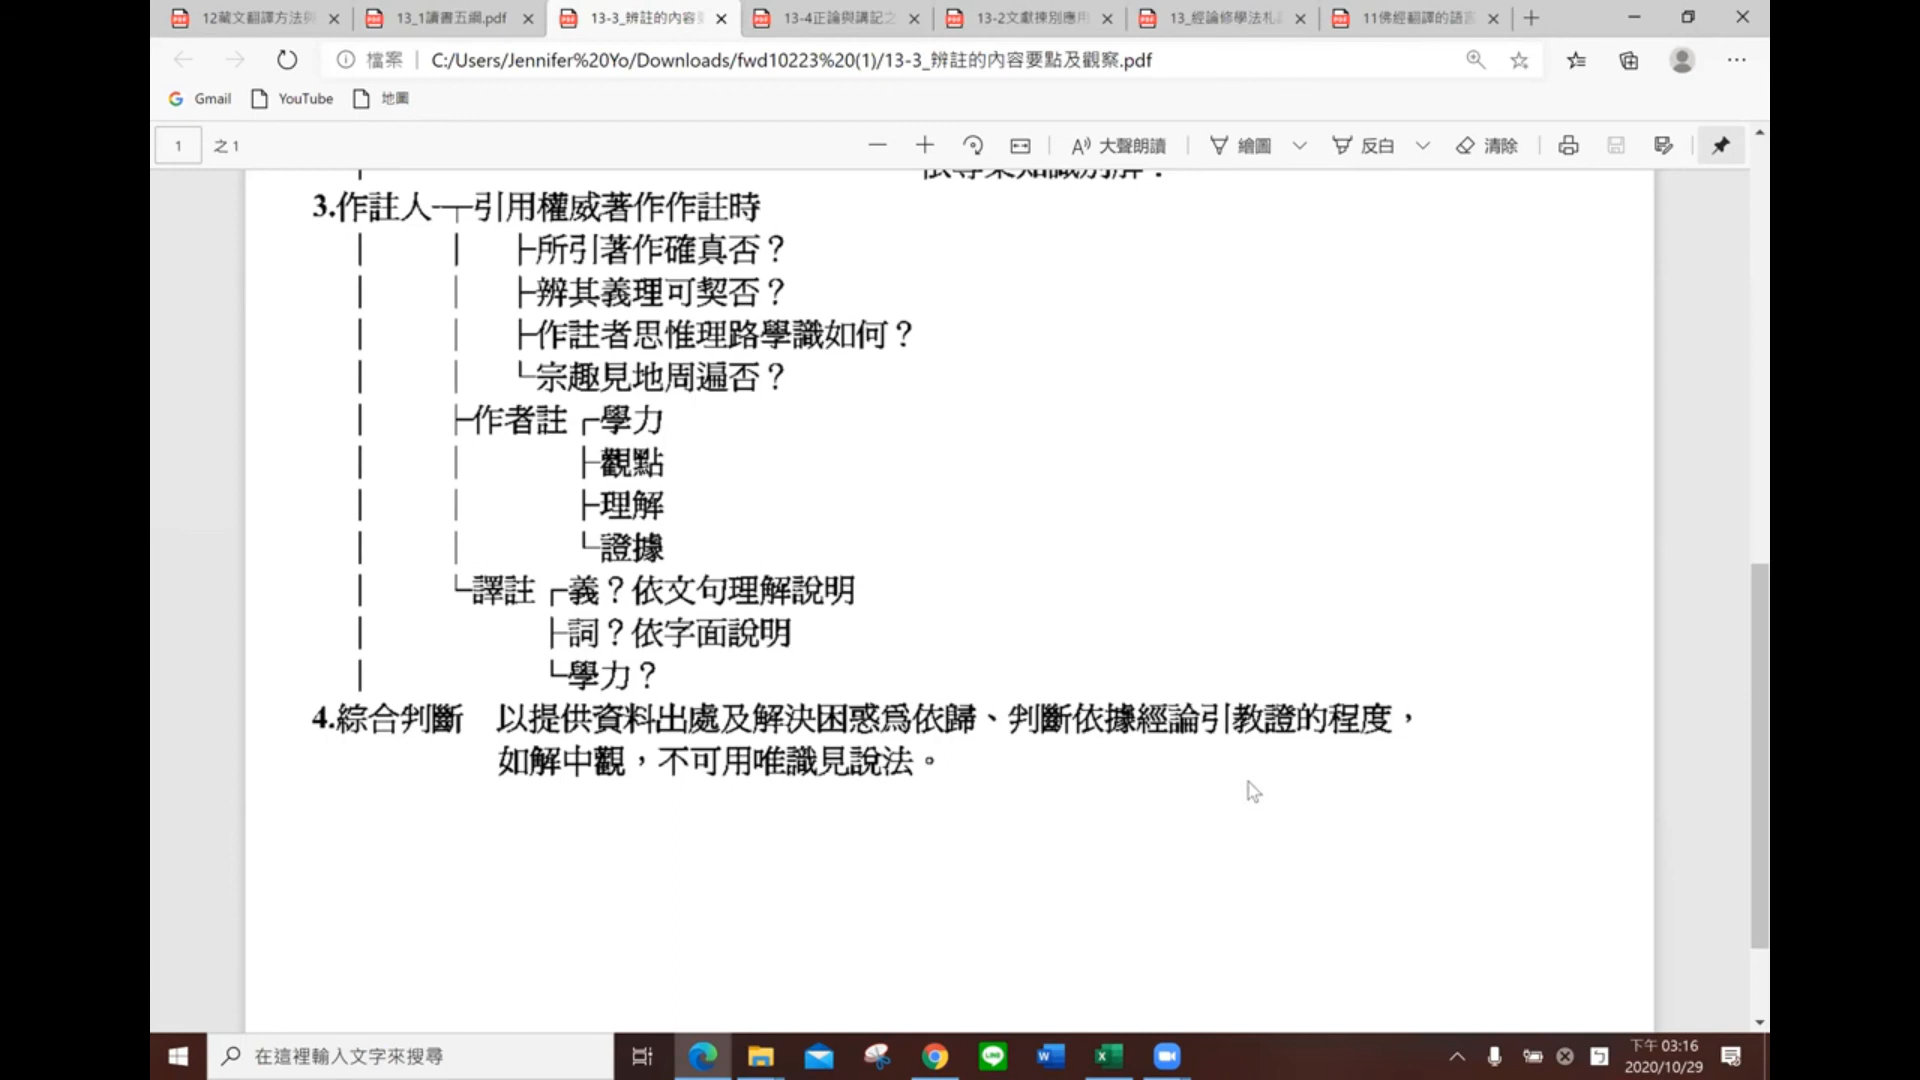 12藏文翻譯方法與
13_1讀書五綱.pdf
13-3_辨註的內容
13-4正論與講記之
13-2文獻揀別應用
13_經論修學法札
11佛經翻譯的語言
檔案
C:/Users/Jennifer%20Yo/Downloads/fwd10223%20(1)/13-3_辨註的內容要點及觀察.pdf
Gmail YouTube 地圖
1 之 1 大聲朗讀 繪圖 反白 清除
3.作註人 引用權威著作作註時
所引著作確真否？
辨其義理可契否？
作註者思惟理路學識如何？
宗趣見地周遍否？
作者註 學力
觀點
理解
證據
譯註 義？依文句理解說明
詞？依字面說明
學力？
4.綜合判斷 以提供資料出處及解決困惑爲依歸、判斷依據經論引教證的程度，
如解中觀，不可用唯識見說法。
在這裡輸入文字來搜尋
下午 03:16
2020/10/29